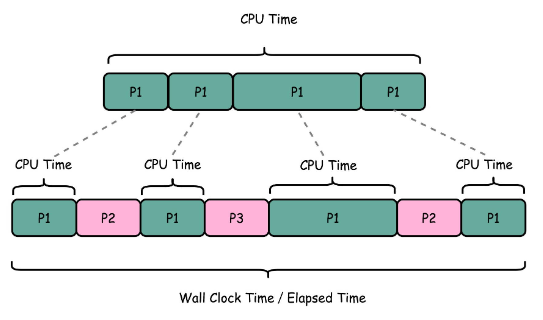 CPU Time
P1 P1 P1 P1
CPU Time CPU Time CPU Time CPU Time
P1 P2 P1 P3 P1 P2 P1
Wall Clock Time / Elapsed Time